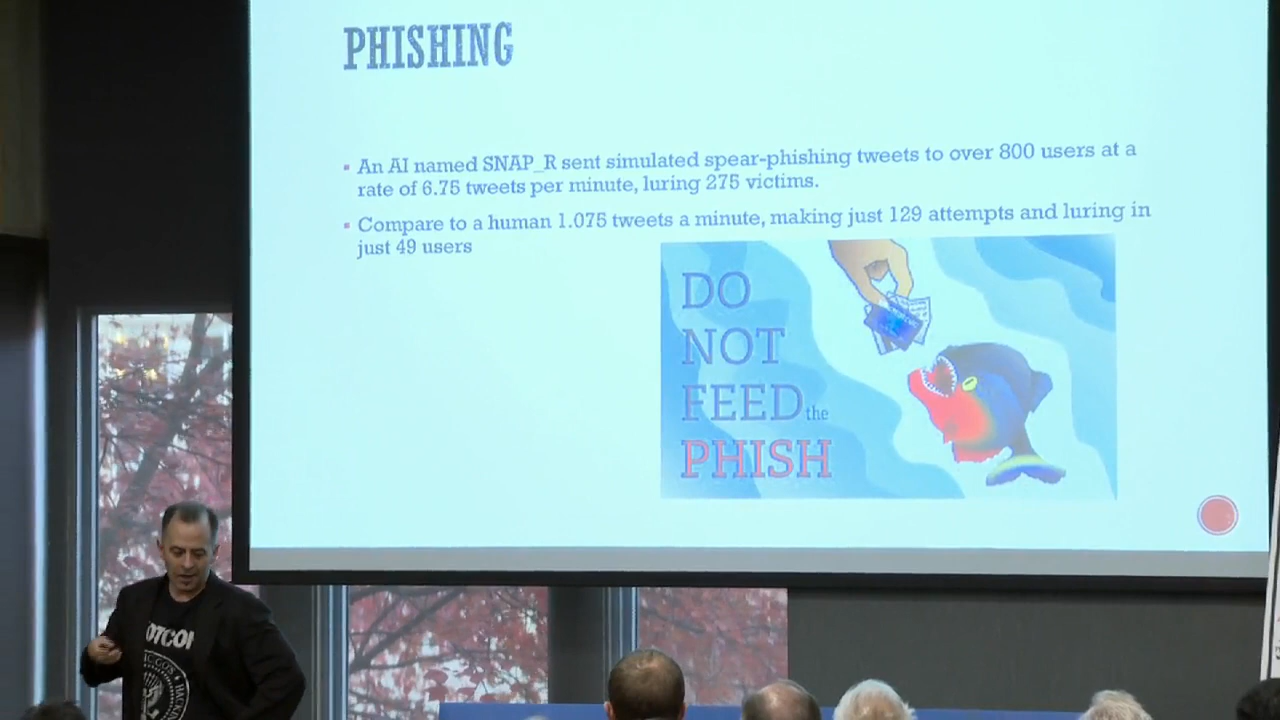 PHISHING
An AI named SNAP_R sent simulated spear-phishing tweets to over 800 users at a
rate of 6.75 tweets per minute, luring 275 victims.
Compare to a human 1.075 tweets a minute, making just 129 attempts and luring in
just 49 users
DO
NOT
FEED the
PHISH